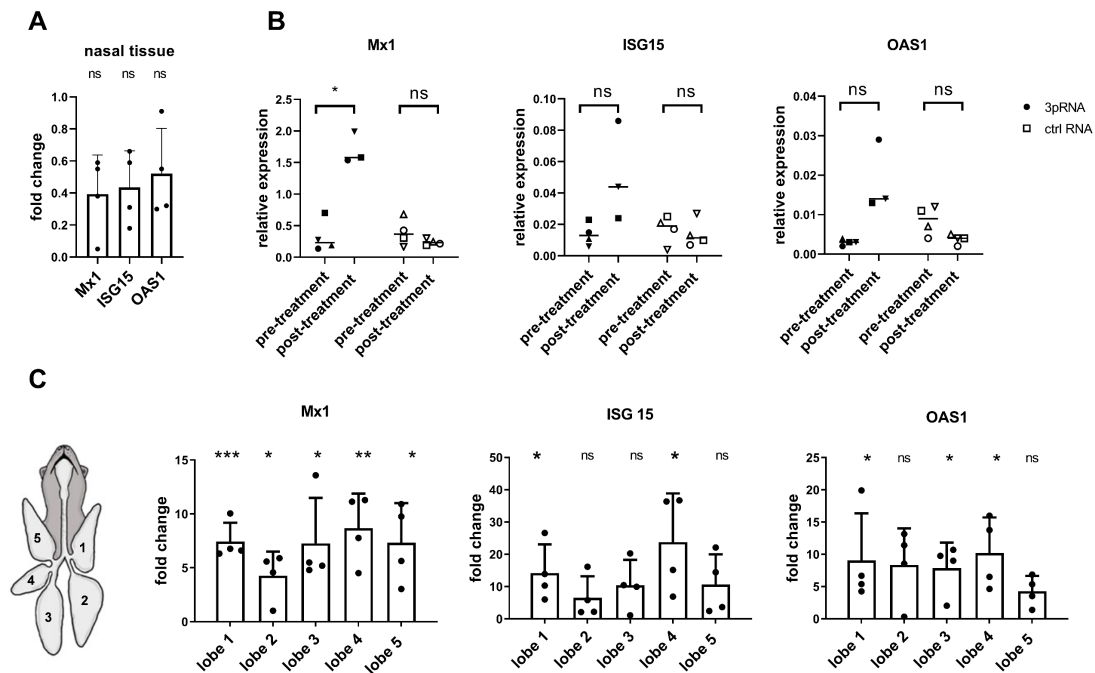 A
nasal tissue
ns ns ns
fold change
1.0
0.8
0.6
0.4
0.2
0.0
Mx1
ISG15
OAS1
B
Mx1
* ns
relative expression
2.5
2.0
1.5
1.0
0.5
0.0
pre-treatment
post-treatment
pre-treatment
post-treatment
ISG15
ns ns
relative expression
0.10
0.08
0.06
0.04
0.02
0.00
pre-treatment
post-treatment
pre-treatment
post-treatment
OAS1
ns ns
relative expression
0.04
0.03
0.02
0.01
0.00
pre-treatment
post-treatment
pre-treatment
post-treatment
3pRNA
ctrl RNA
C
5
1
4
2
3
Mx1
*** * * ** *
fold change
15
10
5
0
lobe 1
lobe 2
lobe 3
lobe 4
lobe 5
ISG 15
* ns ns * ns
fold change
50
40
30
20
10
0
lobe 1
lobe 2
lobe 3
lobe 4
lobe 5
OAS1
* ns * * ns
fold change
25
20
15
10
5
0
lobe 1
lobe 2
lobe 3
lobe 4
lobe 5